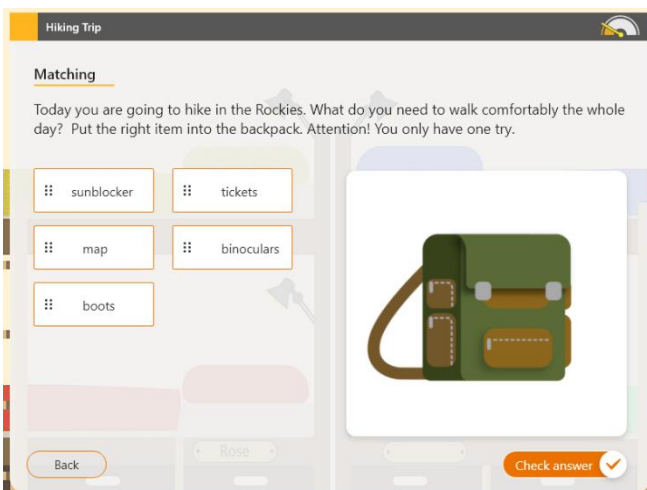 Hiking Trip
Matching
Today you are going to hike in the Rockies. What do you need to walk comfortably the whole
day?  Put the right item into the backpack. Attention! You only have one try.
sunblocker
tickets
map
binoculars
boots
Rose
Back
Check answer